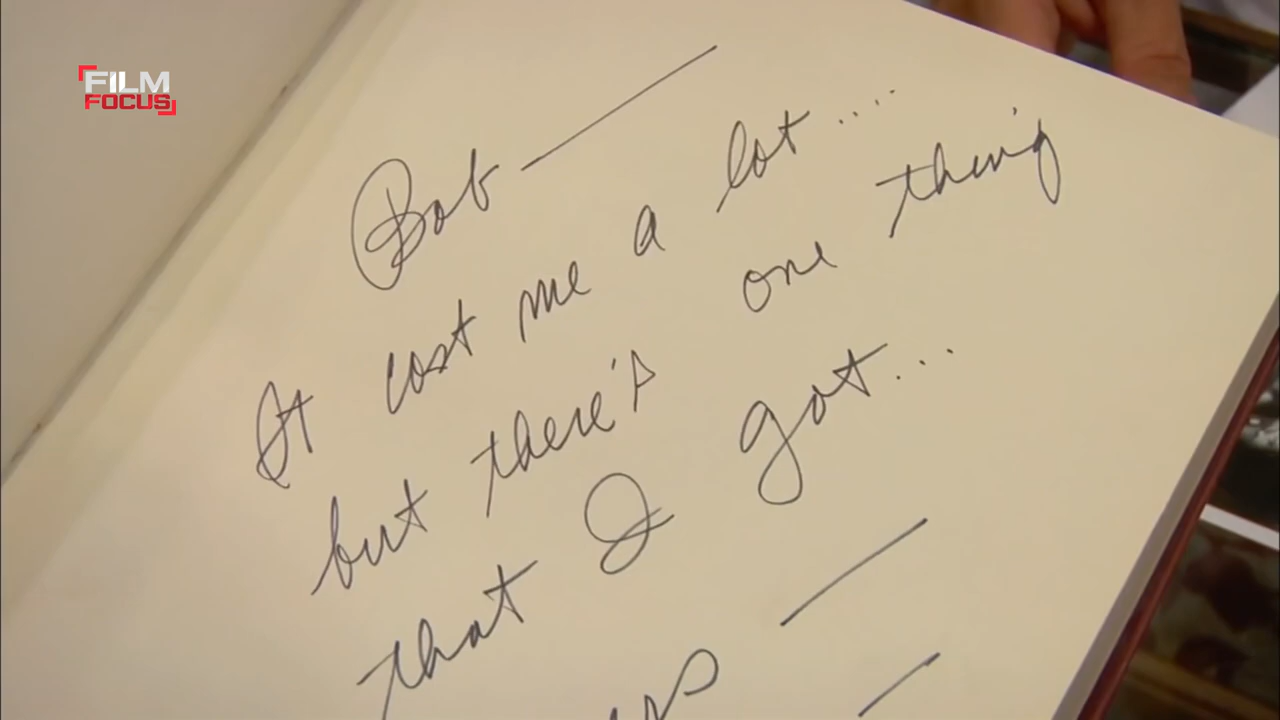 FILM
FOCUS
Bob —
It cost me a lot ....
but there's one thing
that I got...